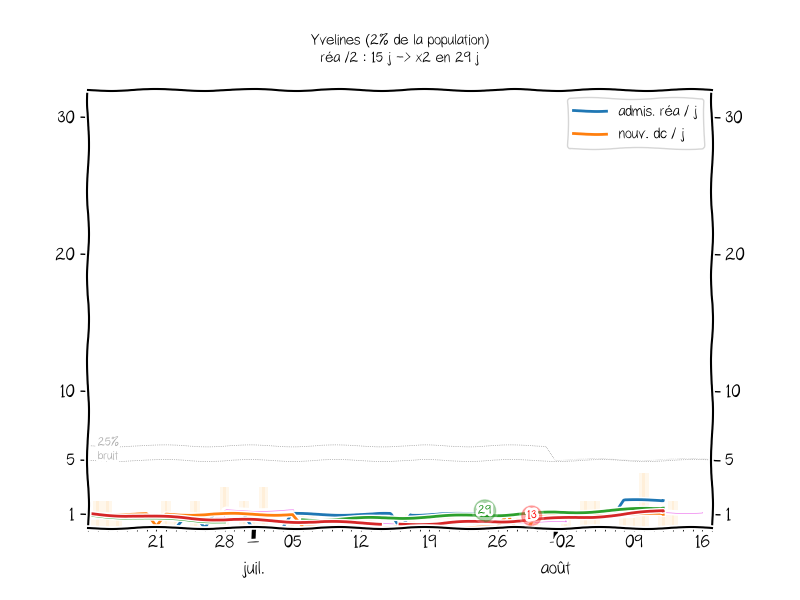 Yvelines (2% de la population)
réa /2 : 15 j -> x2 en 29 j
admis. réa / j
nouv. dc / j
30
30
20
20
10
10
25%
bruit
5
5
29
13
1
1
21 28 05 12 19 26 02 09 16
juil. août